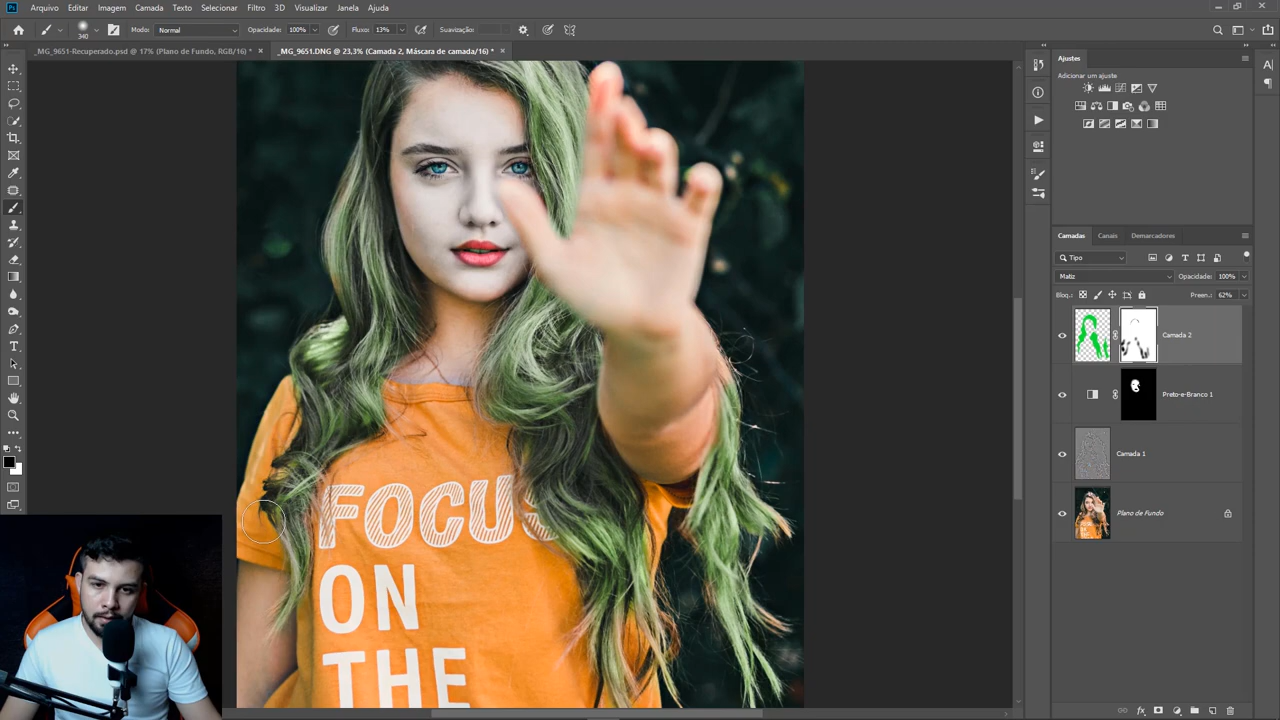 Ps Arquivo Editar Imagem Camada Texto Selecionar Filtro 3D Visualizar Janela Ajuda
340 Modo: Normal Opacidade: 100% Fluxo: 13% Suavização:
_MG_9651-Recuperado.psd @ 17% (Plano de Fundo, RGB/16) * × _MG_9651.DNG @ 23,3% (Camada 2, Máscara de camada/16) * ×
Ajustes
Adicionar um ajuste
Camadas Canais Demarcadores
Tipo
Matiz Opacidade: 100%
Bloq.: Preen.: 62%
Camada 2
Preto-e-Branco 1
Camada 1
Plano de Fundo
FOCUS
ON
THE